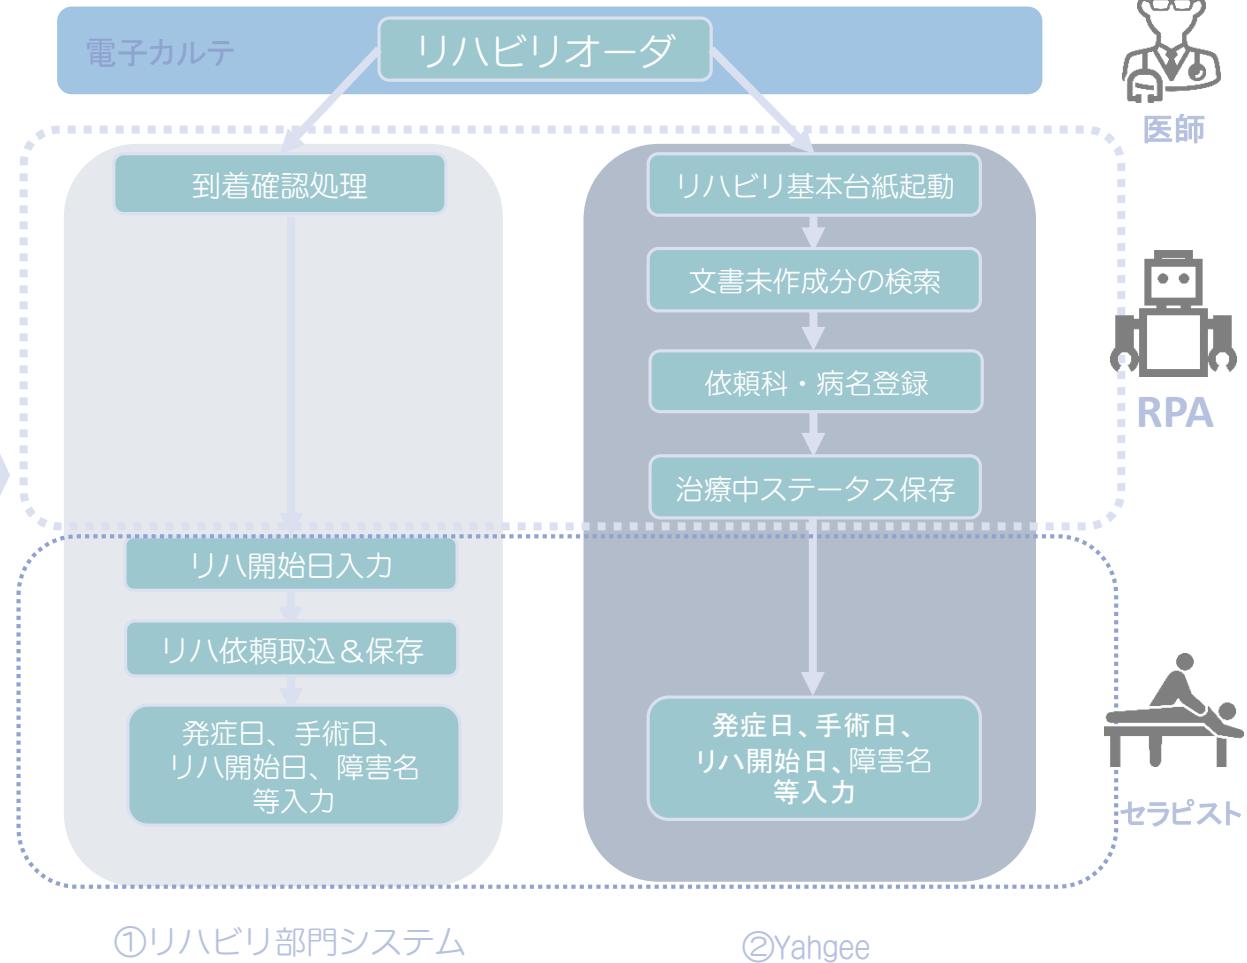 電子カルテ
リハビリオーダ
医師
到着確認処理
リハビリ基本台紙起動
文書未作成分の検索
依頼科・病名登録
治療中ステータス保存
RPA
リハ開始日入力
リハ依頼取込＆保存
発症日、手術日、
リハ開始日、障害名
等入力
発症日、手術日、
リハ開始日、障害名
等入力
セラピスト
①リハビリ部門システム
②Yahgee